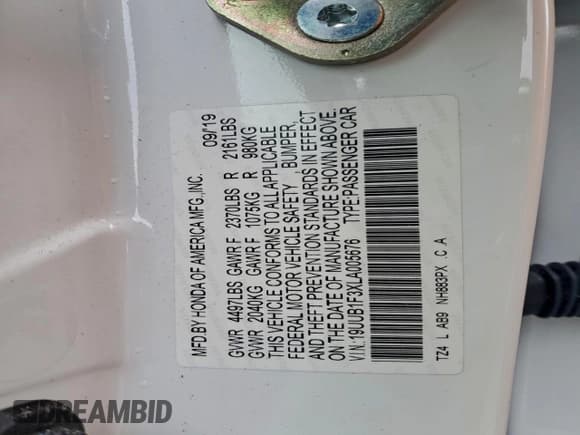 MFD.BY HONDA OF AMERICA MFG.,INC. 09/19
GVWR 4497LBS GAWR F 2370LBS R 2161LBS
GVWR 2040KG GAWR F 1075KG R 980KG
THIS VEHICLE CONFORMS TO ALL APPLICABLE
FEDERAL MOTOR VEHICLE SAFETY , BUMPER,
AND THEFT PREVENTION STANDARDS IN EFFECT
ON THE DATE OF MANUFACTURE SHOWN ABOVE.
V.I.N.:19UUB1F3XLA005676 TYPE:PASSENGER CAR
TZ4 L AB9 NH883PX C A
DREAMBID